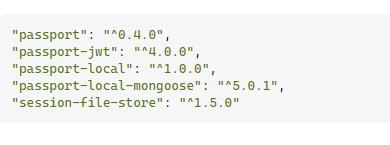 "passport": "^0.4.0",
"passport-jwt": "^4.0.0",
"passport-local": "^1.0.0",
"passport-local-mongoose": "^5.0.1",
"session-file-store": "^1.5.0"